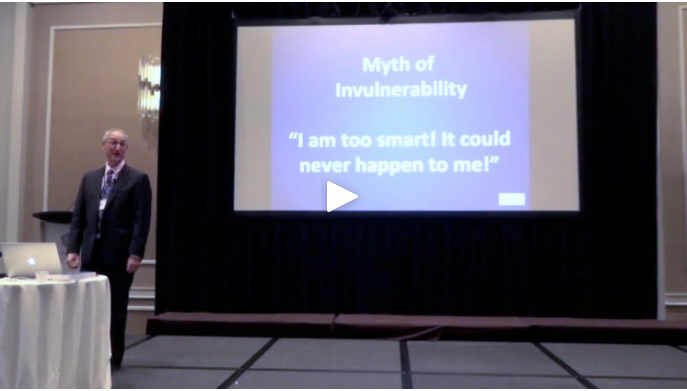 Myth of
Invulnerability
“I am too smart! It could
never happen to me!”